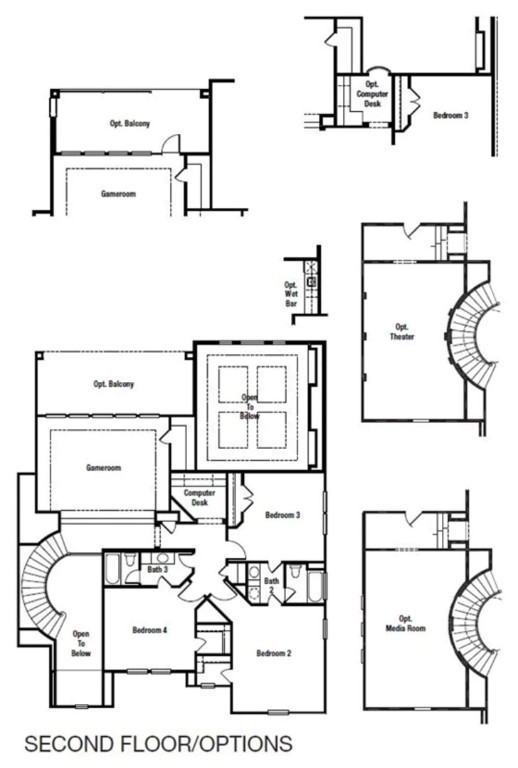 Opt.
Computer
Desk
Bedroom 3
Opt. Balcony
Gameroom
Opt.
Wet
Bar
Opt.
Theater
Opt. Balcony
Open
To
Below
Gameroom
Computer
Desk
Bedroom 3
Bath 3
Bath
2
Open
To
Below
Bedroom 4
Bedroom 2
Opt.
Media Room
SECOND FLOOR/OPTIONS